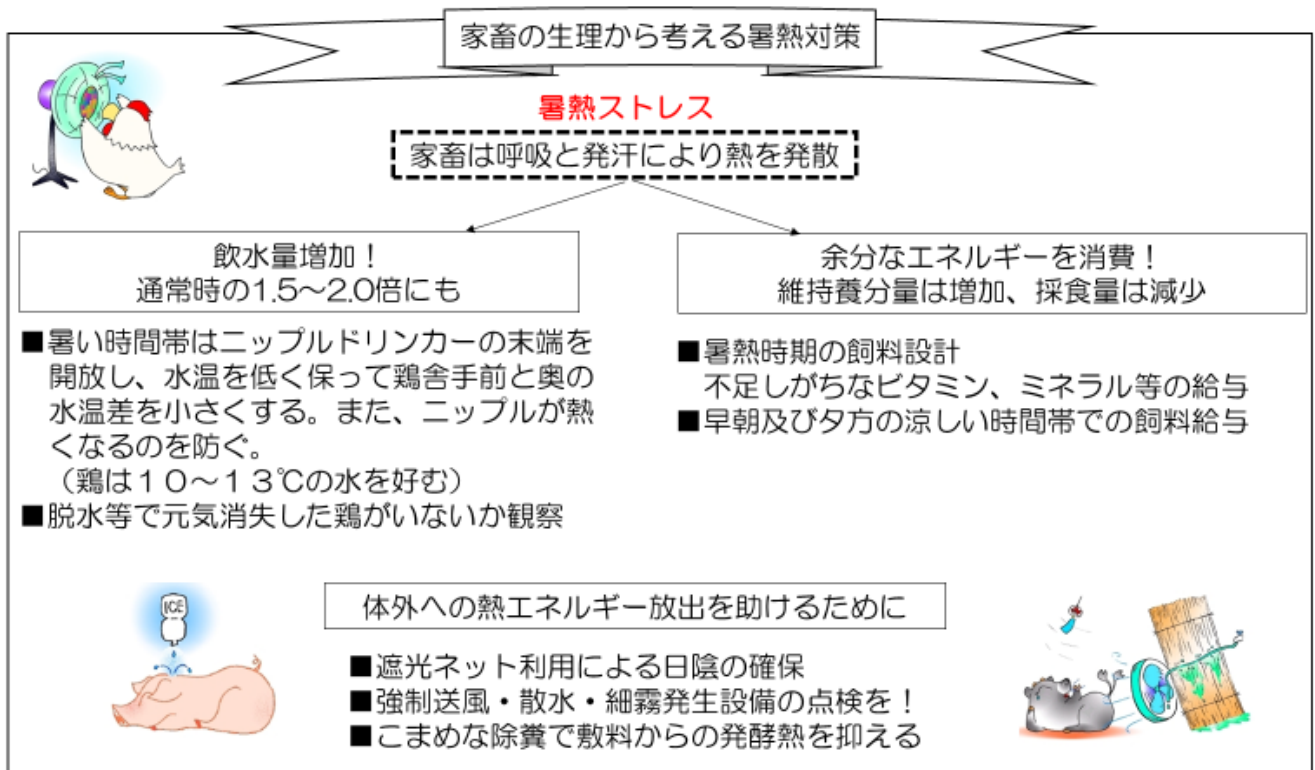 家畜の生理から考える暑熱対策
暑熱ストレス
家畜は呼吸と発汗により熱を発散
飲水量増加！
通常時の1.5～2.0倍にも
■暑い時間帯はニップルドリンカーの末端を
開放し、水温を低く保って鶏舎手前と奥の
水温差を小さくする。また、ニップルが熱
くなるのを防ぐ。
（鶏は１０～１３℃の水を好む）
■脱水等で元気消失した鶏がいないか観察
余分なエネルギーを消費！
維持養分量は増加、採食量は減少
■暑熱時期の飼料設計
不足しがちなビタミン、ミネラル等の給与
■早朝及び夕方の涼しい時間帯での飼料給与
ICE
体外への熱エネルギー放出を助けるために
■遮光ネット利用による日陰の確保
■強制送風・散水・細霧発生設備の点検を！
■こまめな除糞で敷料からの発酵熱を抑える